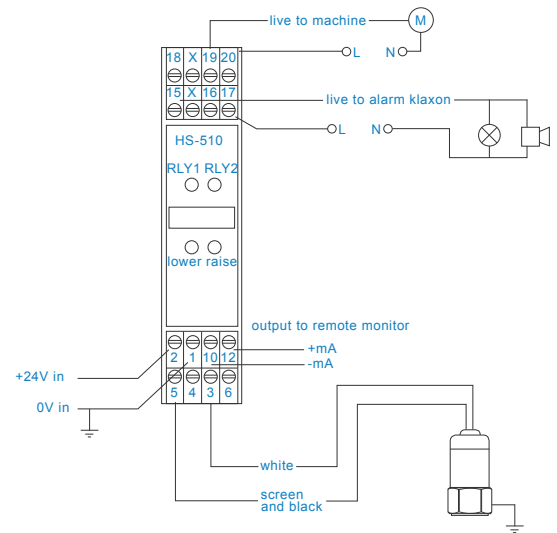 live to machine
M
L N
18 X 19 20
15 X 16 17
live to alarm klaxon
L N
HS-510
RLY1 RLY2
lower raise
output to remote monitor
2 1 10 12
+mA
-mA
+24V in
5 4 3 6
0V in
white
screen
and black